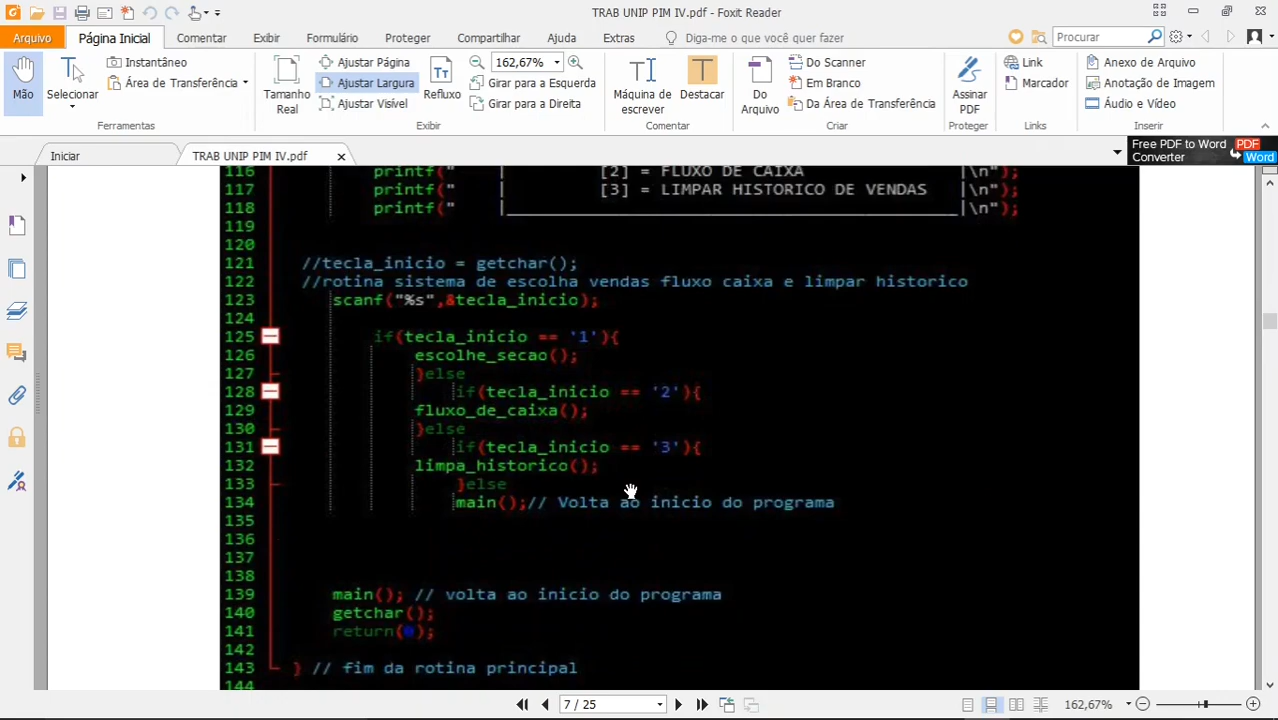 TRAB UNIP PIM IV.pdf - Foxit Reader
Arquivo Página Inicial Comentar Exibir Formulário Proteger Compartilhar Ajuda Extras Diga-me o que você quer fazer Procurar
Mão
Selecionar
Instantâneo
Área de Transferência
Ferramentas
Tamanho Real
Ajustar Página
Ajustar Largura
Ajustar Visível
Refluxo
162,67%
Girar para a Esquerda
Girar para a Direita
Exibir
Máquina de escrever
Destacar
Comentar
Do Arquivo
Do Scanner
Em Branco
Da Área de Transferência
Criar
Assinar PDF
Proteger
Link
Marcador
Links
Anexo de Arquivo
Anotação de Imagem
Áudio e Vídeo
Inserir
Iniciar
TRAB UNIP PIM IV.pdf
Free PDF to Word Converter
PDF
Word
116 printf(" | [2] = FLUXO DE CAIXA |\n");
117 printf(" | [3] = LIMPAR HISTORICO DE VENDAS |\n");
118 printf(" |_____________________________________________|\n");
119
120
121 //tecla_inicio = getchar();
122 //rotina sistema de escolha vendas fluxo caixa e limpar historico
123 scanf("%s",&tecla_inicio);
124
125 if(tecla_inicio == '1'){
126 escolhe_secao();
127 }else
128 if(tecla_inicio == '2'){
129 fluxo_de_caixa();
130 }else
131 if(tecla_inicio == '3'){
132 limpa_historico();
133 }else
134 main();// Volta ao inicio do programa
135
136
137
138
139 main(); // volta ao inicio do programa
140 getchar();
141 return(0);
142
143 } // fim da rotina principal
144
7 / 25
162,67%